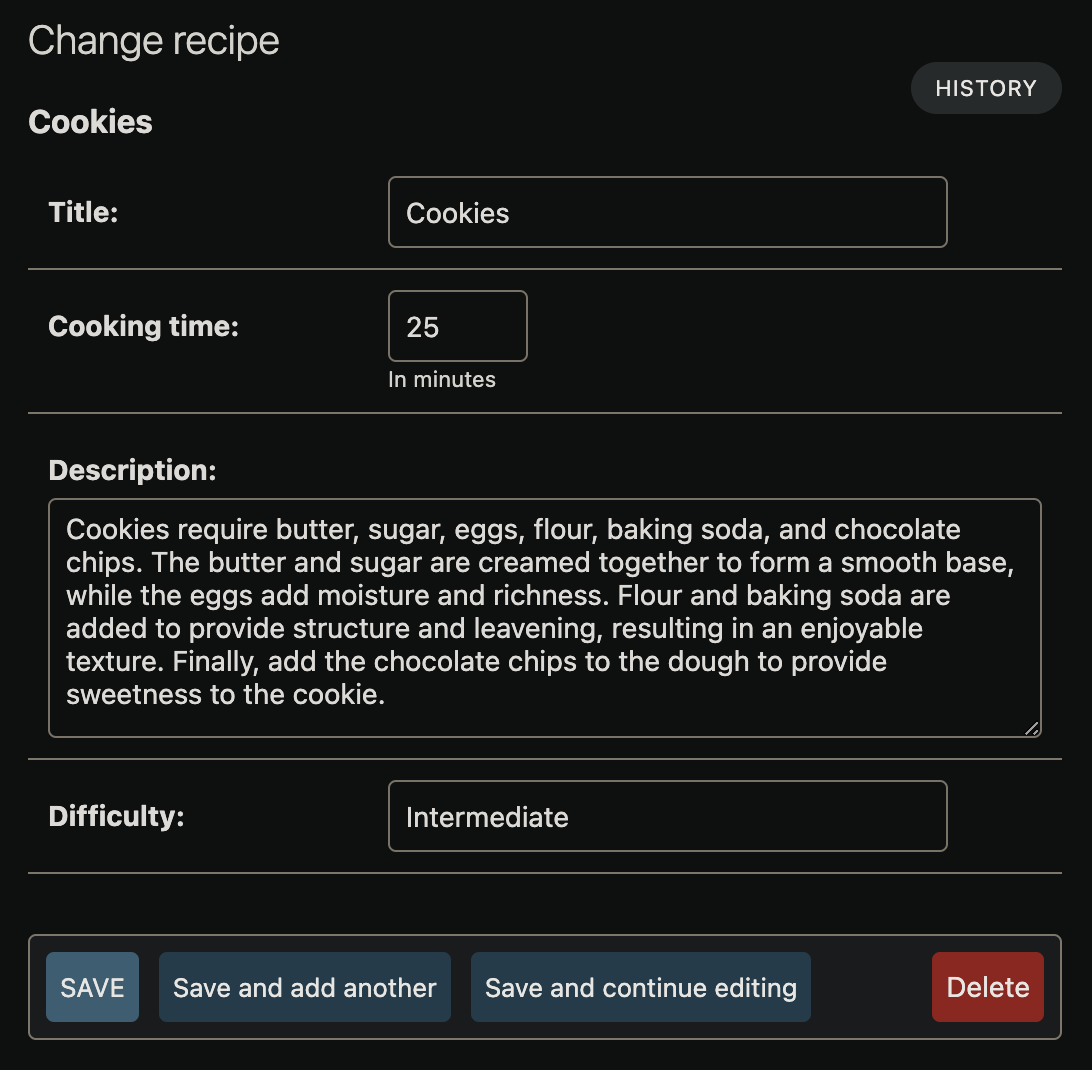 Change recipe
HISTORY
Cookies
Title:
Cookies
Cooking time:
25
In minutes
Description:
Cookies require butter, sugar, eggs, flour, baking soda, and chocolate
chips. The butter and sugar are creamed together to form a smooth base,
while the eggs add moisture and richness. Flour and baking soda are
added to provide structure and leavening, resulting in an enjoyable
texture. Finally, add the chocolate chips to the dough to provide
sweetness to the cookie.
Difficulty:
Intermediate
SAVE
Save and add another
Save and continue editing
Delete